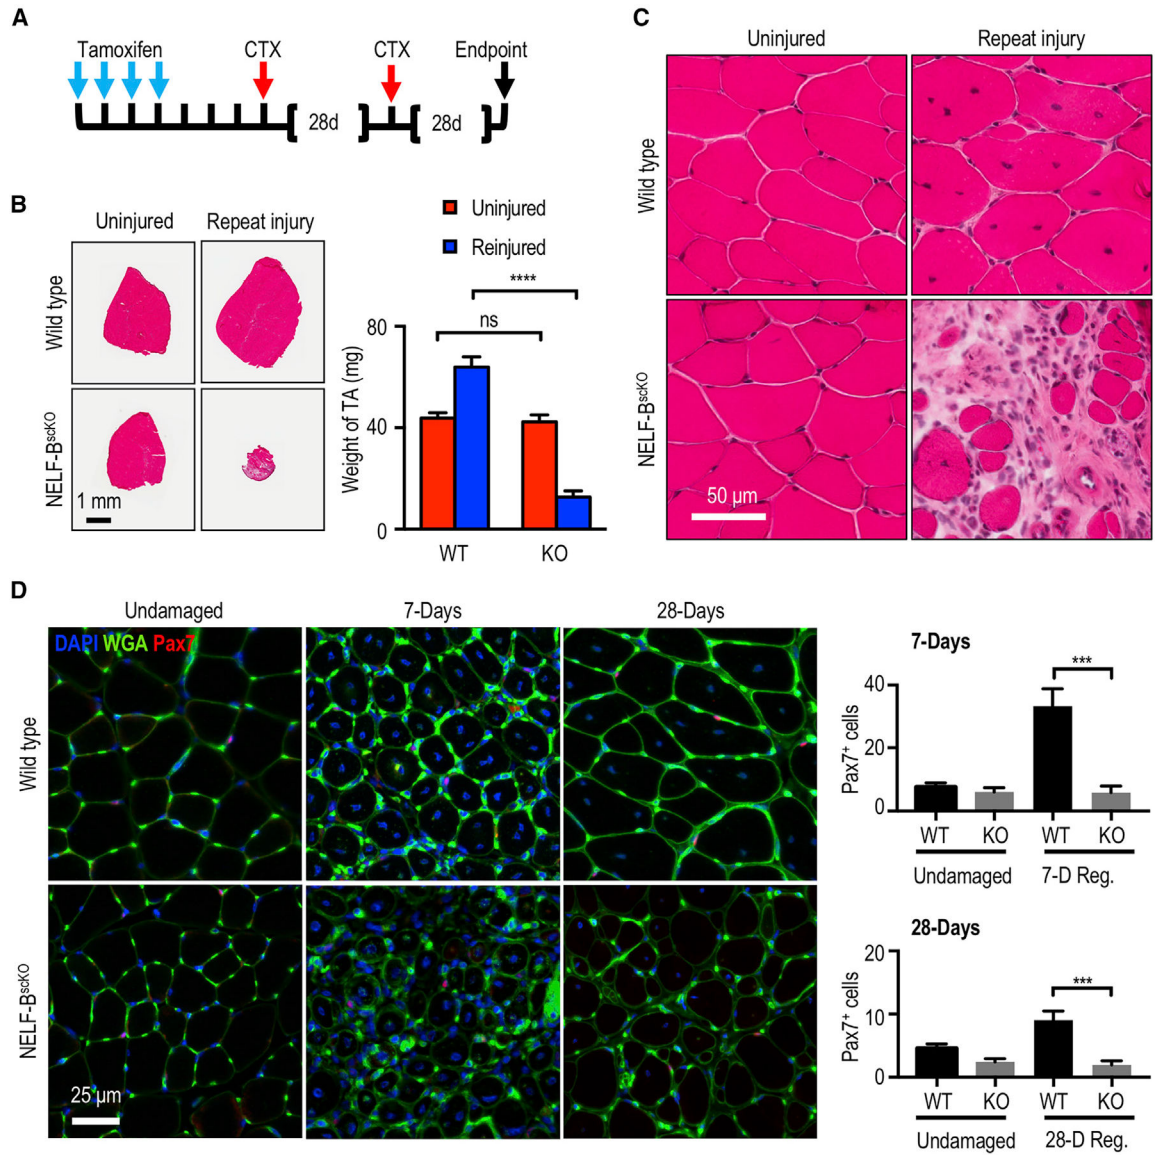 A
Tamoxifen
CTX
CTX
Endpoint
28d
28d
B
Uninjured
Repeat injury
Wild type
NELF-BscKO
1 mm
Uninjured
Reinjured
****
ns
Weight of TA (mg)
80
40
0
WT
KO
C
Uninjured
Repeat injury
Wild type
NELF-BscKO
50 µm
D
Undamaged
7-Days
28-Days
DAPI WGA Pax7
Wild type
NELF-BscKO
25 µm
7-Days
***
Pax7+ cells
40
20
0
WT
KO
WT
KO
Undamaged
7-D Reg.
28-Days
***
Pax7+ cells
20
10
0
WT
KO
WT
KO
Undamaged
28-D Reg.